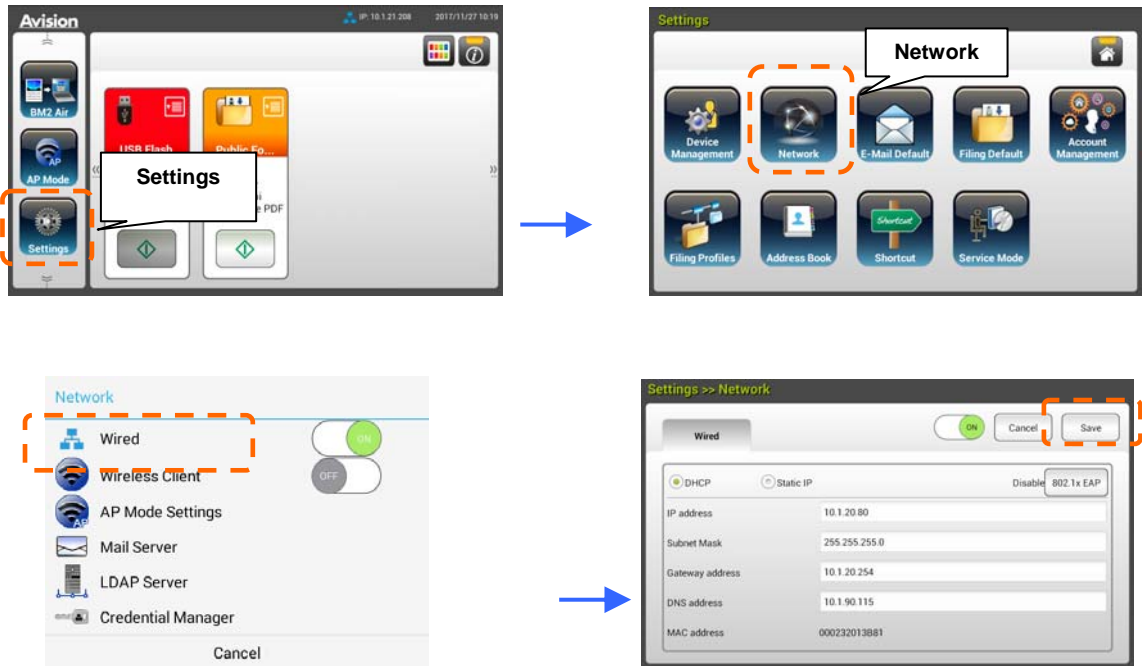 Avision
IP: 10.1.21.208 2017/11/27 10:19
BM2 Air
AP
AP Mode
Settings
USB Flash
Public Fo...
Settings
e PDF
Settings
Network
Device Management
Network
E-Mail Default
Filing Default
Account Management
Filing Profiles
Address Book
Shortcut
Shortcut
Service Mode
Network
Wired
ON
Wireless Client
OFF
AP
AP Mode Settings
Mail Server
LDAP Server
Credential Manager
Cancel
Settings >> Network
Wired
ON
Cancel
Save
DHCP
Static IP
Disable
802.1x EAP
IP address 10.1.20.80
Subnet Mask 255.255.255.0
Gateway address 10.1.20.254
DNS address 10.1.90.115
MAC address 000232013B81